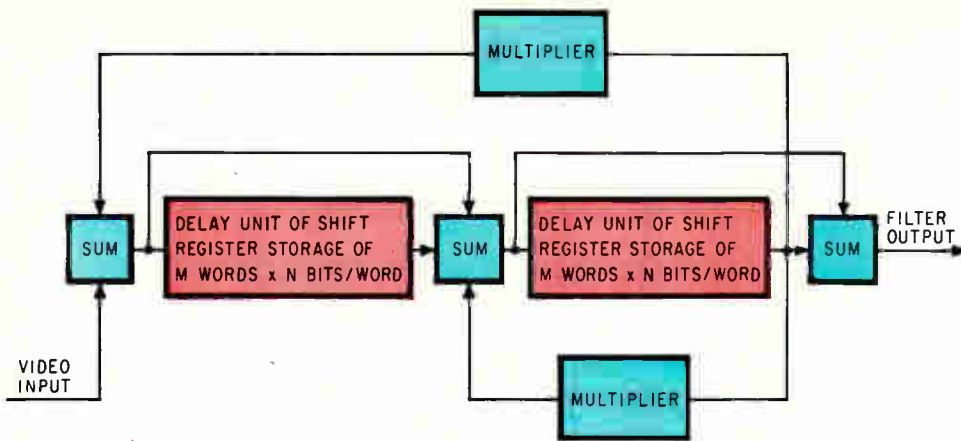 MULTIPLIER
SUM
DELAY UNIT OF SHIFT
REGISTER STORAGE OF
M WORDS x N BITS/WORD
SUM
DELAY UNIT OF SHIFT
REGISTER STORAGE OF
M WORDS x N BITS/WORD
SUM
FILTER
OUTPUT
VIDEO
INPUT
MULTIPLIER